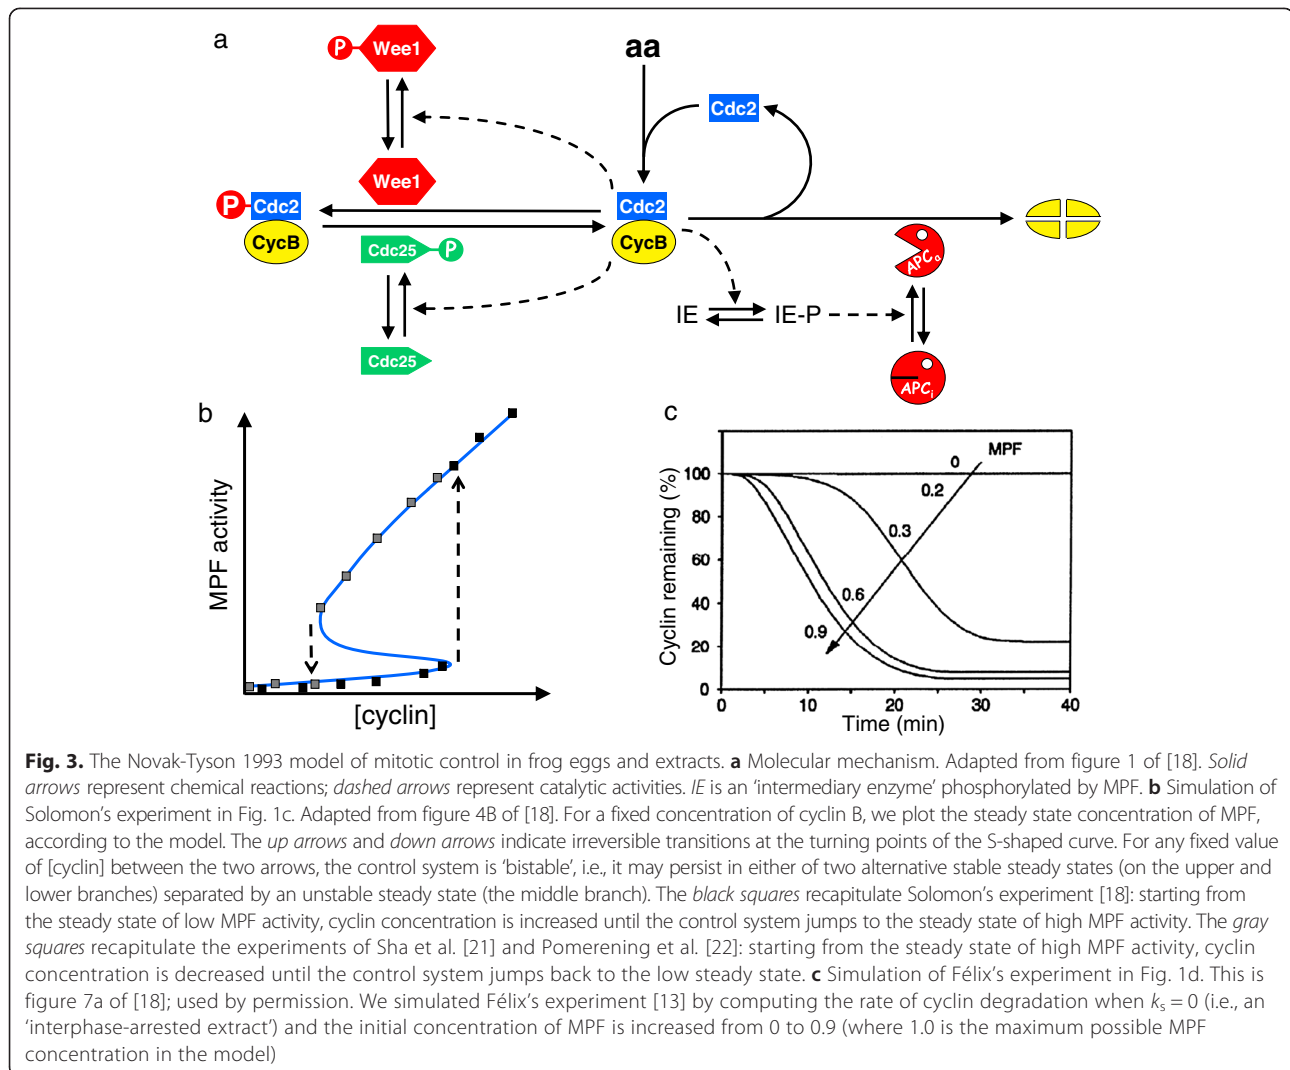 a
P Wee1
aa
Cdc2
Wee1
P Cdc2
CycB
Cdc2
CycB
Cdc25 P
APCa
IE
IE-P
Cdc25
APCi
b
MPF activity
[cyclin]
c
Cyclin remaining (%)
100
80
60
40
20
0
MPF
0
0.2
0.3
0.6
0.9
0 10 20 30 40
Time (min)
Fig. 3. The Novak-Tyson 1993 model of mitotic control in frog eggs and extracts. a Molecular mechanism. Adapted from figure 1 of [18]. Solid
arrows represent chemical reactions; dashed arrows represent catalytic activities. IE is an ‘intermediary enzyme’ phosphorylated by MPF. b Simulation of
Solomon’s experiment in Fig. 1c. Adapted from figure 4B of [18]. For a fixed concentration of cyclin B, we plot the steady state concentration of MPF,
according to the model. The up arrows and down arrows indicate irreversible transitions at the turning points of the S-shaped curve. For any fixed value
of [cyclin] between the two arrows, the control system is ‘bistable’, i.e., it may persist in either of two alternative stable steady states (on the upper and
lower branches) separated by an unstable steady state (the middle branch). The black squares recapitulate Solomon’s experiment [18]: starting from
the steady state of low MPF activity, cyclin concentration is increased until the control system jumps to the steady state of high MPF activity. The gray
squares recapitulate the experiments of Sha et al. [21] and Pomerening et al. [22]: starting from the steady state of high MPF activity, cyclin
concentration is decreased until the control system jumps back to the low steady state. c Simulation of Félix’s experiment in Fig. 1d. This is
figure 7a of [18]; used by permission. We simulated Félix’s experiment [13] by computing the rate of cyclin degradation when ks = 0 (i.e., an
‘interphase-arrested extract’) and the initial concentration of MPF is increased from 0 to 0.9 (where 1.0 is the maximum possible MPF
concentration in the model)